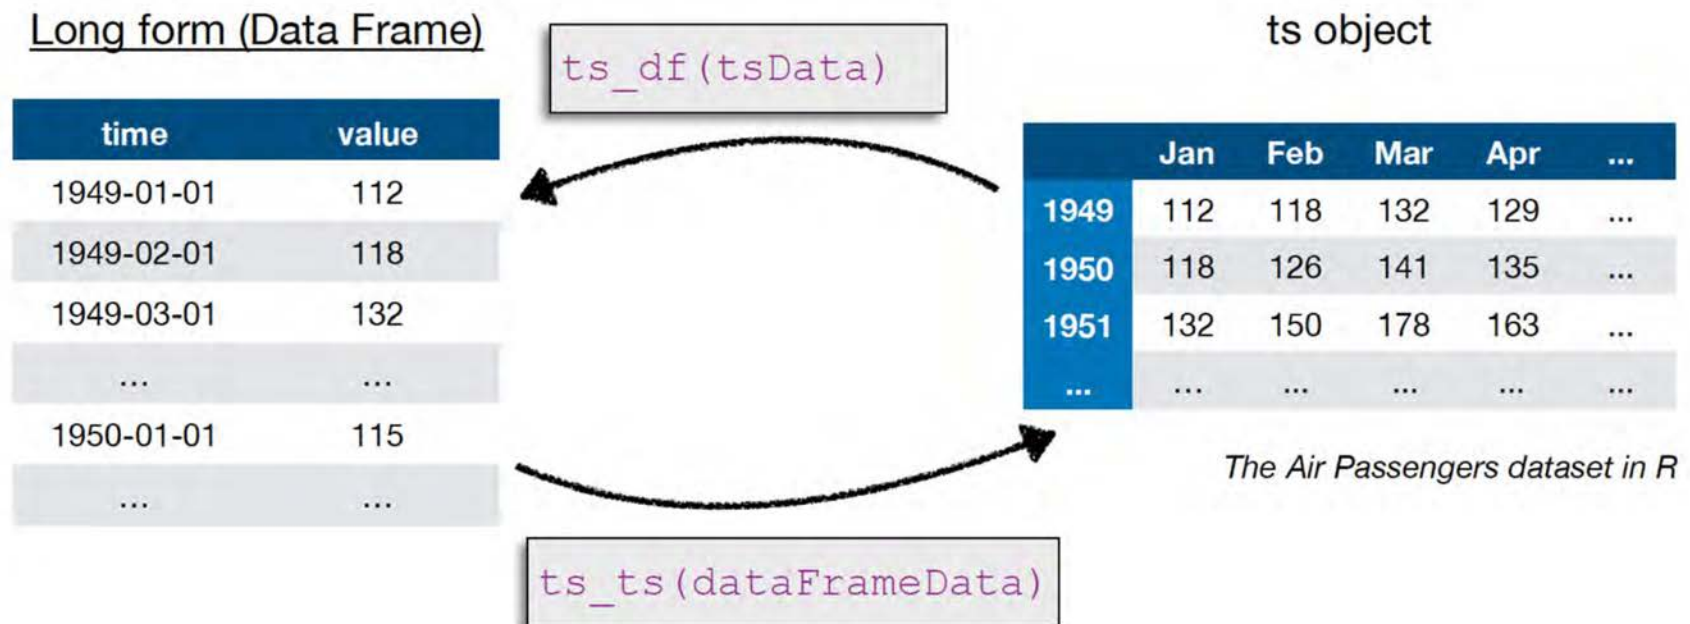 Long form (Data Frame)
ts_df(tsData)
ts object
time value
1949-01-01 112
1949-02-01 118
1949-03-01 132
... ...
1950-01-01 115
... ...
Jan Feb Mar Apr ...
1949 112 118 132 129 ...
1950 118 126 141 135 ...
1951 132 150 178 163 ...
... ... ... ... ... ...
The Air Passengers dataset in R
ts_ts(dataFrameData)